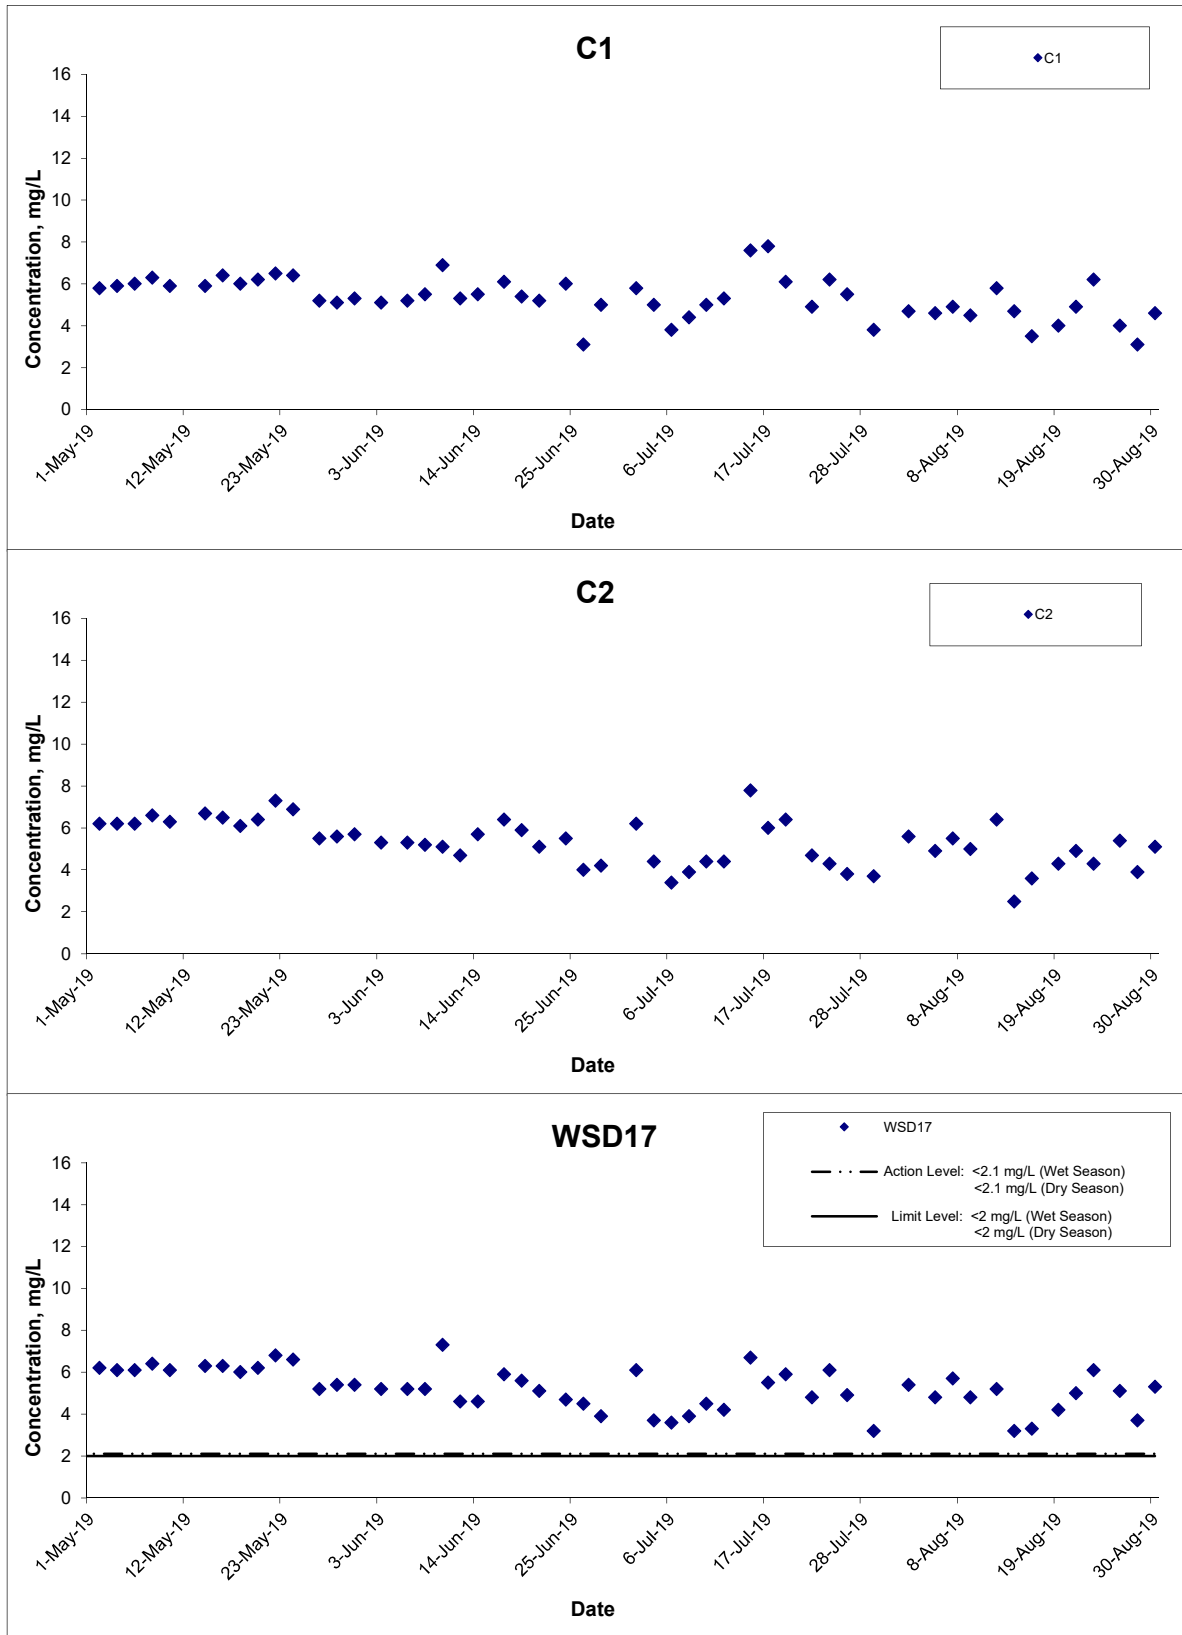 C1
C1
16
14
12
10
8
6
4
2
0
Concentration, mg/L
1-May-19
12-May-19
23-May-19
3-Jun-19
14-Jun-19
25-Jun-19
6-Jul-19
17-Jul-19
28-Jul-19
8-Aug-19
19-Aug-19
30-Aug-19
Date
C2
C2
16
14
12
10
8
6
4
2
0
Concentration, mg/L
1-May-19
12-May-19
23-May-19
3-Jun-19
14-Jun-19
25-Jun-19
6-Jul-19
17-Jul-19
28-Jul-19
8-Aug-19
19-Aug-19
30-Aug-19
Date
WSD17
WSD17
Action Level: <2.1 mg/L (Wet Season)
<2.1 mg/L (Dry Season)
Limit Level: <2 mg/L (Wet Season)
<2 mg/L (Dry Season)
16
14
12
10
8
6
4
2
0
Concentration, mg/L
1-May-19
12-May-19
23-May-19
3-Jun-19
14-Jun-19
25-Jun-19
6-Jul-19
17-Jul-19
28-Jul-19
8-Aug-19
19-Aug-19
30-Aug-19
Date